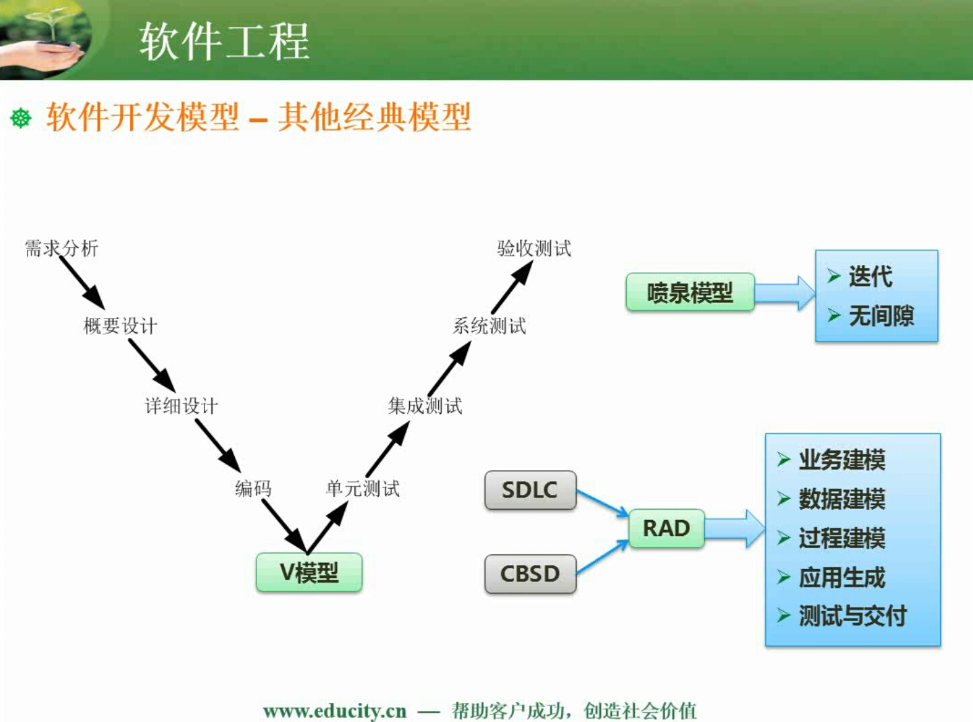 软件工程
软件开发模型 – 其他经典模型
需求分析
概要设计
详细设计
编码
V模型
单元测试
集成测试
系统测试
验收测试
喷泉模型
迭代
无间隙
SDLC
CBSD
RAD
业务建模
数据建模
过程建模
应用生成
测试与交付
www.educity.cn — 帮助客户成功，创造社会价值